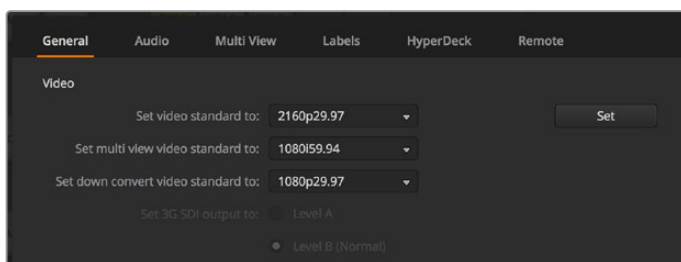 General Audio Multi View Labels HyperDeck Remote
Video
Set video standard to: 2160p29.97 Set
Set multi view video standard to: 1080i59.94
Set down convert video standard to: 1080p29.97
Set 3G SDI output to: Level A
Level B (Normal)